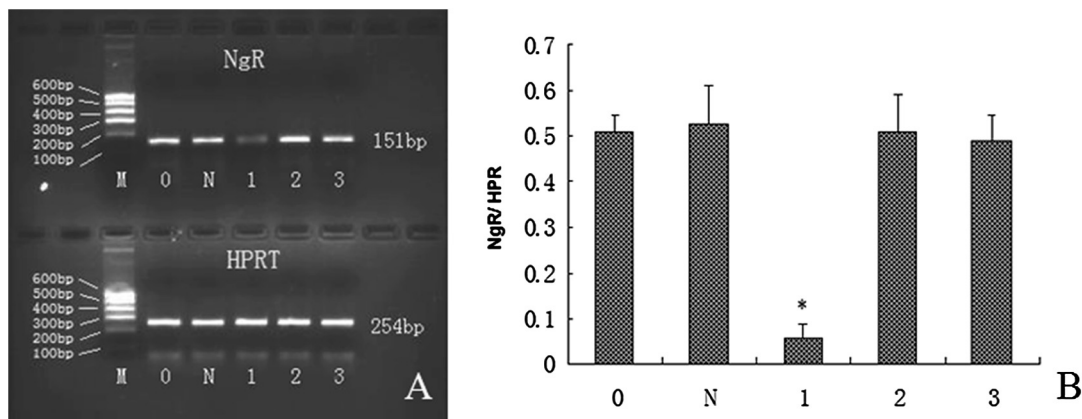 NgR
600bp
500bp
400bp
300bp
200bp
100bp
151bp
M 0 N 1 2 3
HPRT
600bp
500bp
400bp
300bp
200bp
100bp
254bp
M 0 N 1 2 3
A
0.7
0.6
0.5
0.4
0.3
0.2
0.1
0
NgR/HPR
*
0 N 1 2 3
B